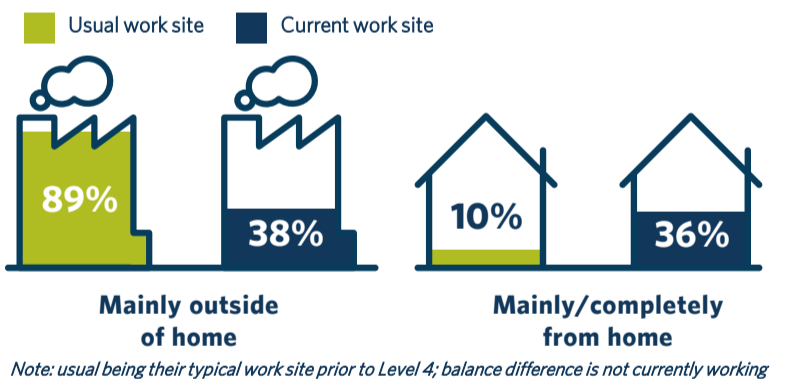 Usual work site
Current work site
89%
38%
10%
36%
Mainly outside
of home
Mainly/completely
from home
Note: usual being their typical work site prior to Level 4; balance difference is not currently working